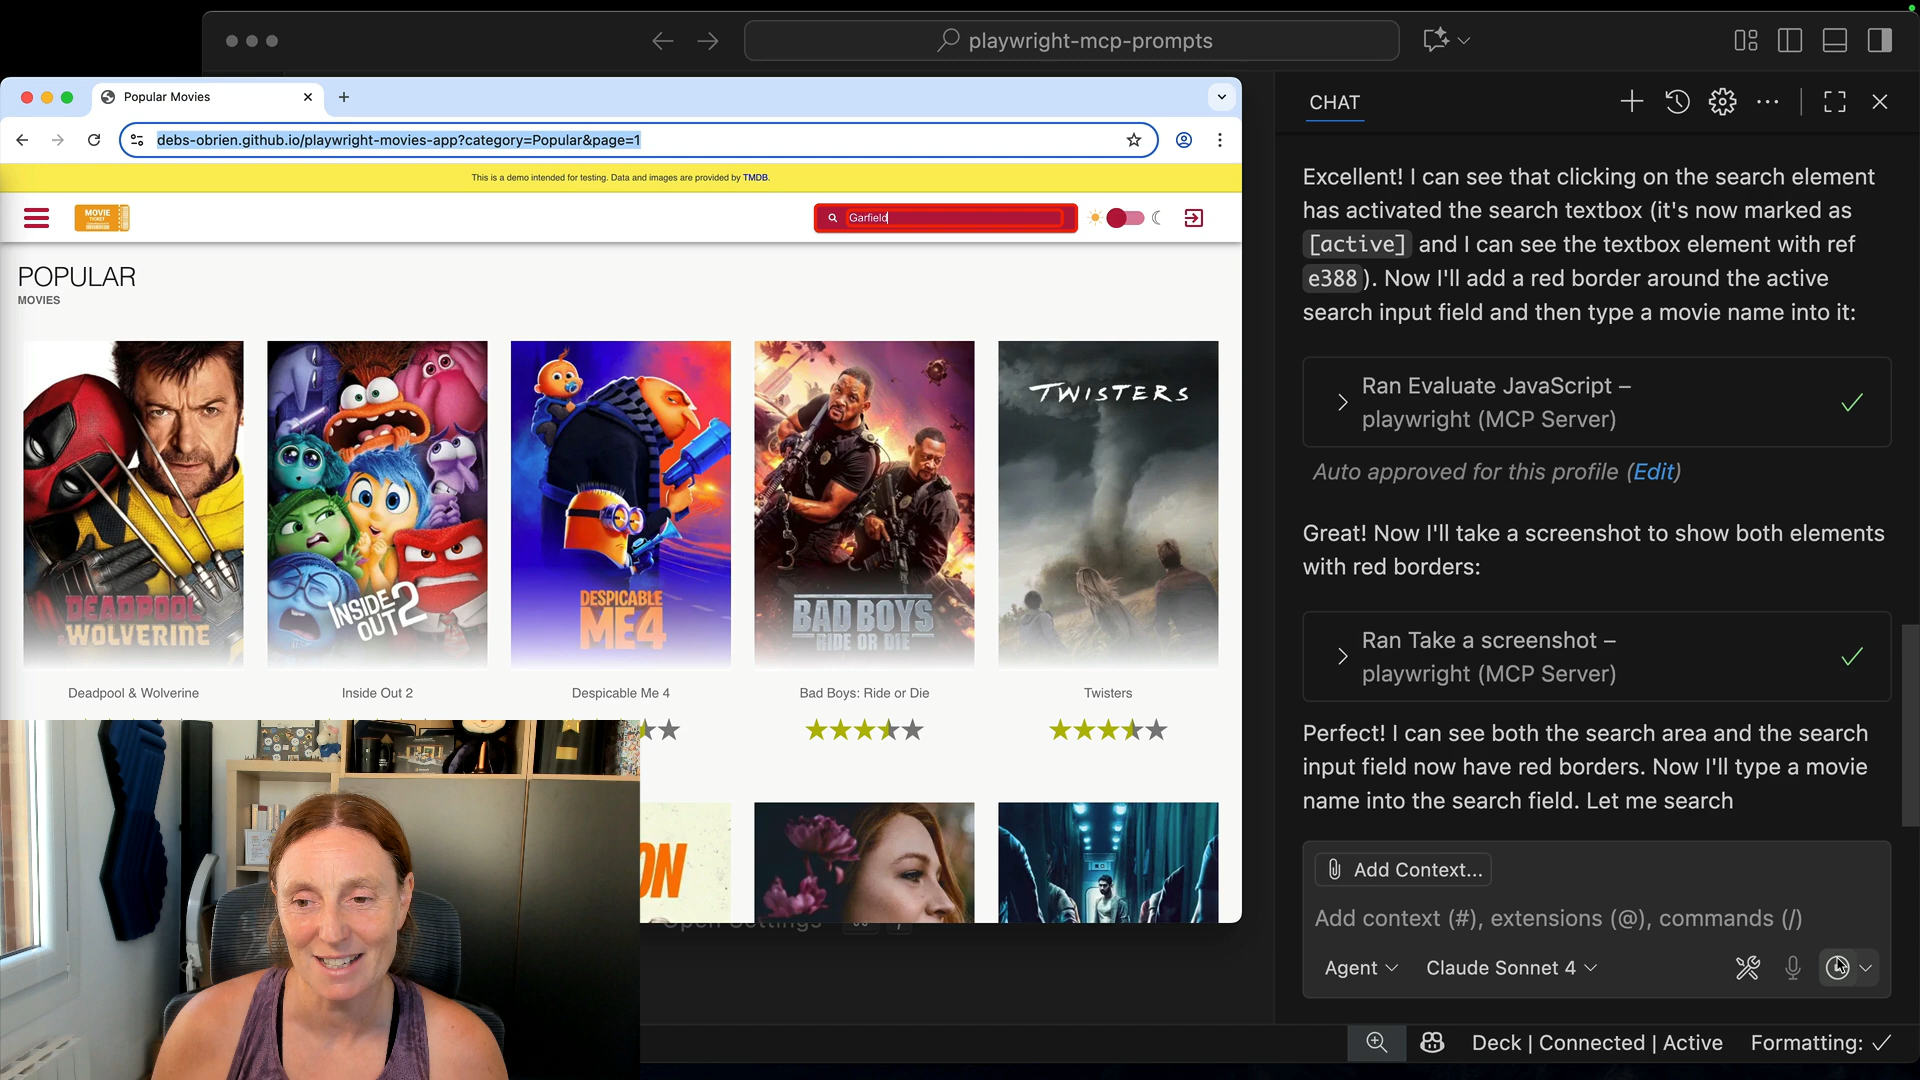 playwright-mcp-prompts
Popular Movies
debs-obrien.github.io/playwright-movies-app?category=Popular&page=1
This is a demo intended for testing. Data and images are provided by TMDB.
MOVIE
TICKET
Garfield
POPULAR
MOVIES
DEADPOOL
WOLVERINE
INSIDE
OUT 2
DESPICABLE
ME4
BAD BOYS
RIDE OR DIE
TWISTERS
Deadpool & Wolverine
Inside Out 2
Despicable Me 4
Bad Boys: Ride or Die
Twisters
ON
Open Settings
CHAT
Excellent! I can see that clicking on the search element
has activated the search textbox (it's now marked as
[active] and I can see the textbox element with ref
e388). Now I'll add a red border around the active
search input field and then type a movie name into it:
Ran Evaluate JavaScript –
playwright (MCP Server)
Auto approved for this profile (Edit)
Great! Now I'll take a screenshot to show both elements
with red borders:
Ran Take a screenshot –
playwright (MCP Server)
Perfect! I can see both the search area and the search
input field now have red borders. Now I'll type a movie
name into the search field. Let me search
Add Context...
Add context (#), extensions (@), commands (/)
Agent
Claude Sonnet 4
Deck | Connected | Active
Formatting: